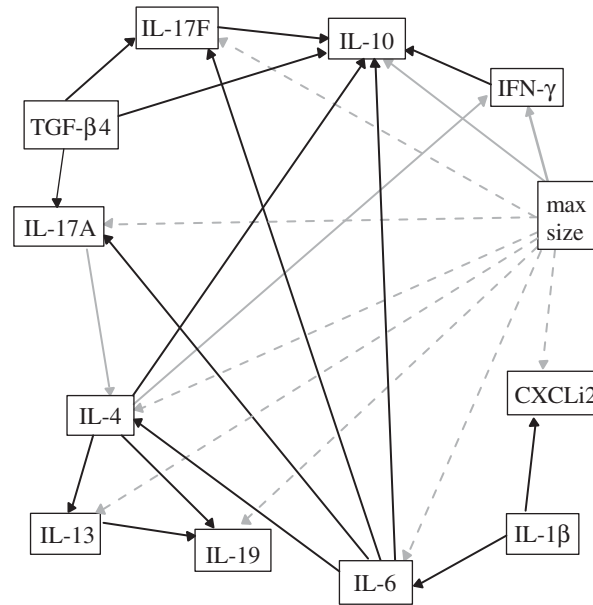 IL-17F
IL-10
IFN-γ
TGF-β4
max
size
IL-17A
CXCLi2
IL-4
IL-13
IL-19
IL-1β
IL-6